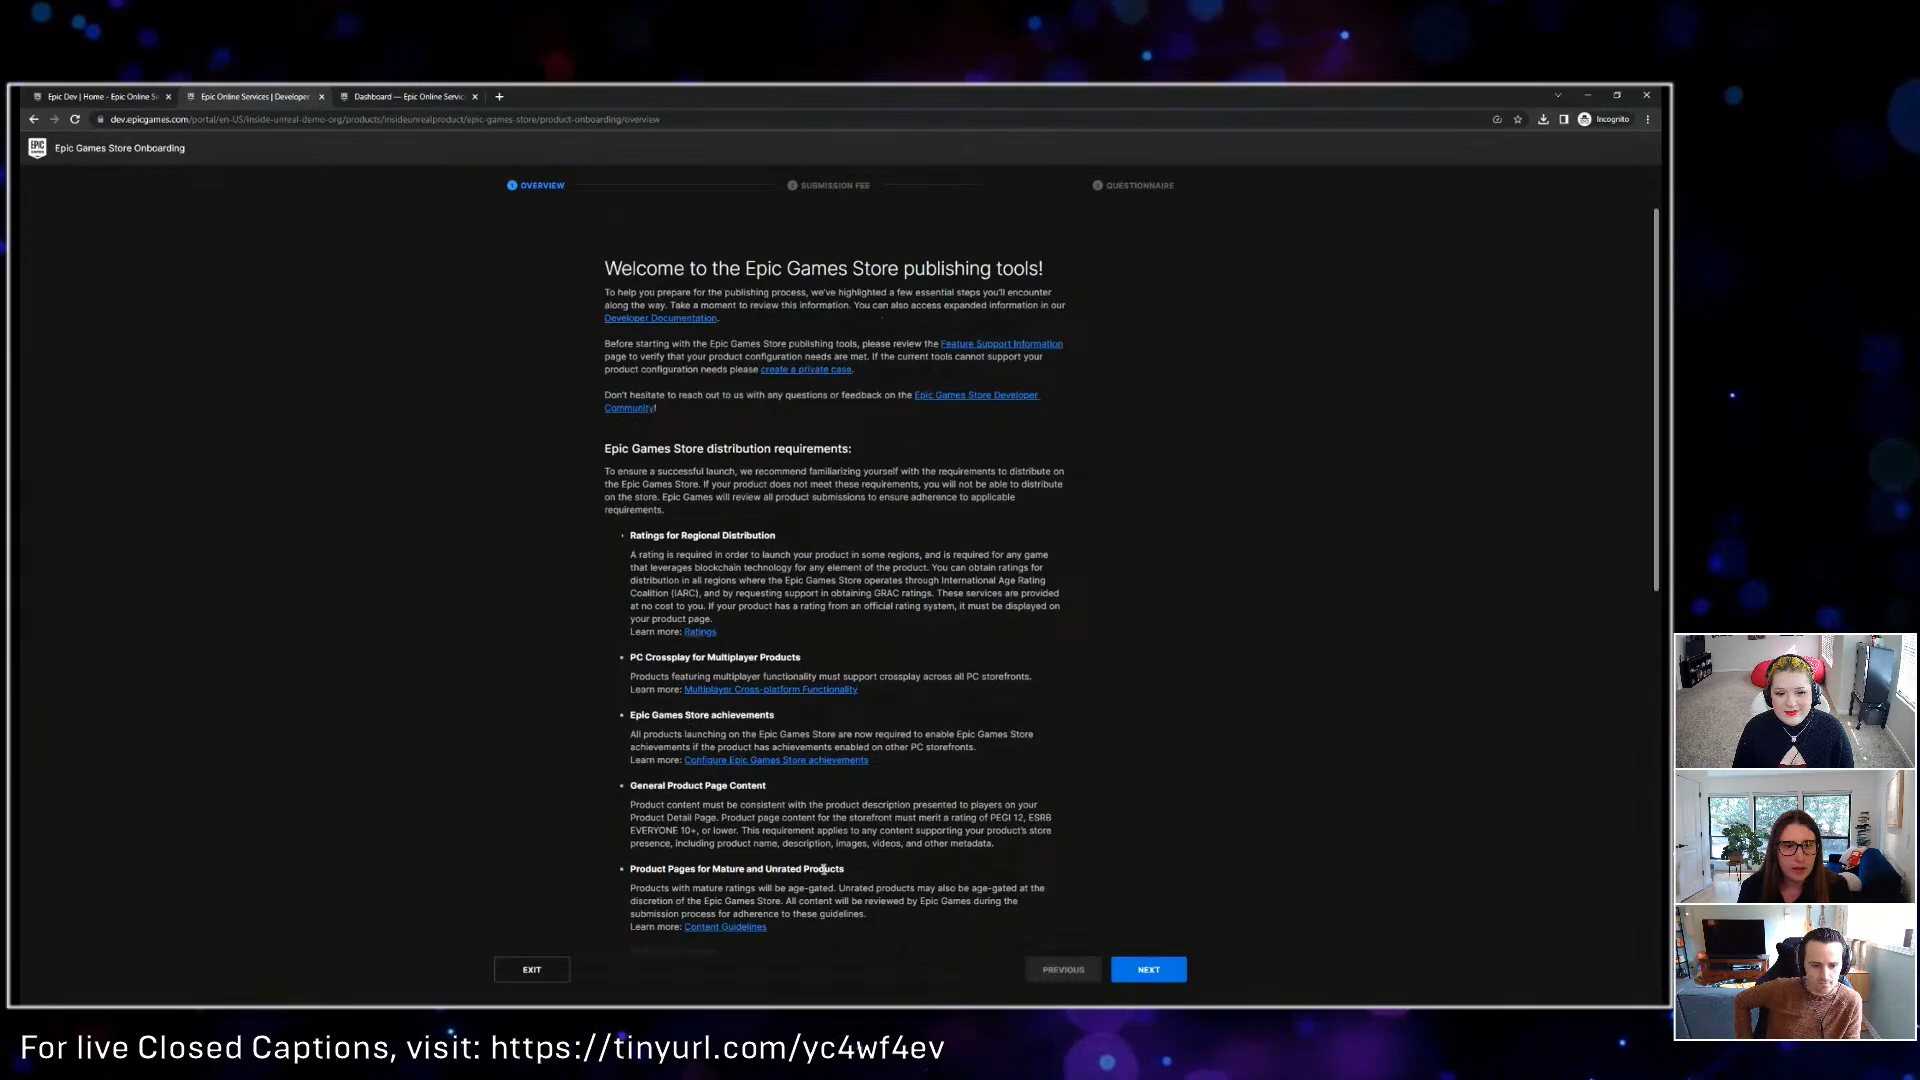 Epic Dev | Home - Epic Online Se
Epic Online Services | Developer
Dashboard — Epic Online Servic
dev.epicgames.com/portal/en-US/inside-unreal-demo-org/products/insideunrealproduct/epic-games-store/product-onboarding/overview
Incognito
EPIC GAMES
Epic Games Store Onboarding
1 OVERVIEW
2 SUBMISSION FEE
3 QUESTIONNAIRE
Welcome to the Epic Games Store publishing tools!
To help you prepare for the publishing process, we've highlighted a few essential steps you'll encounter
along the way. Take a moment to review this information. You can also access expanded information in our
Developer Documentation.
Before starting with the Epic Games Store publishing tools, please review the Feature Support Information
page to verify that your product configuration needs are met. If the current tools cannot support your
product configuration needs please create a private case.
Don't hesitate to reach out to us with any questions or feedback on the Epic Games Store Developer
Community!
Epic Games Store distribution requirements:
To ensure a successful launch, we recommend familiarizing yourself with the requirements to distribute on
the Epic Games Store. If your product does not meet these requirements, you will not be able to distribute
on the store. Epic Games will review all product submissions to ensure adherence to applicable
requirements.
• Ratings for Regional Distribution
A rating is required in order to launch your product in some regions, and is required for any game
that leverages blockchain technology for any element of the product. You can obtain ratings for
distribution in all regions where the Epic Games Store operates through International Age Rating
Coalition (IARC), and by requesting support in obtaining GRAC ratings. These services are provided
at no cost to you. If your product has a rating from an official rating system, it must be displayed on
your product page.
Learn more: Ratings
• PC Crossplay for Multiplayer Products
Products featuring multiplayer functionality must support crossplay across all PC storefronts.
Learn more: Multiplayer Cross-platform Functionality
• Epic Games Store achievements
All products launching on the Epic Games Store are now required to enable Epic Games Store
achievements if the product has achievements enabled on other PC storefronts.
Learn more: Configure Epic Games Store achievements
• General Product Page Content
Product content must be consistent with the product description presented to players on your
Product Detail Page. Product page content for the storefront must merit a rating of PEGI 12, ESRB
EVERYONE 10+, or lower. This requirement applies to any content supporting your product's store
presence, including product name, description, images, videos, and other metadata.
• Product Pages for Mature and Unrated Products
Products with mature ratings will be age-gated. Unrated products may also be age-gated at the
discretion of the Epic Games Store. All content will be reviewed by Epic Games during the
submission process for adherence to these guidelines.
Learn more: Content Guidelines
EXIT
PREVIOUS
NEXT
For live Closed Captions, visit: https://tinyurl.com/yc4wf4ev